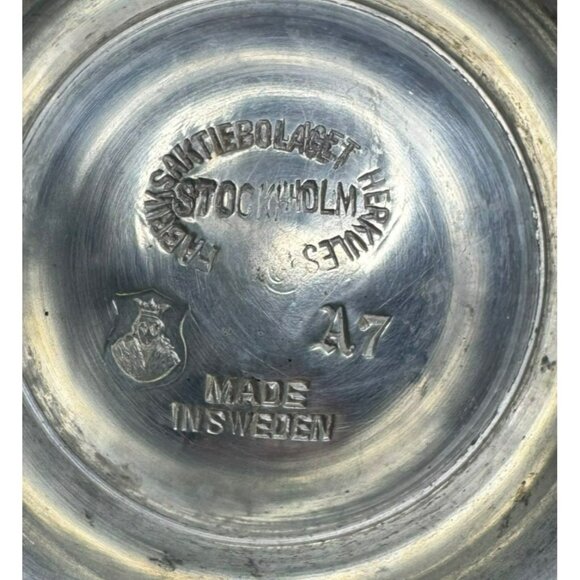 FABRIKSAKTIEBOLAGET HERKULES
STOCKHOLM
A7
MADE
IN SWEDEN